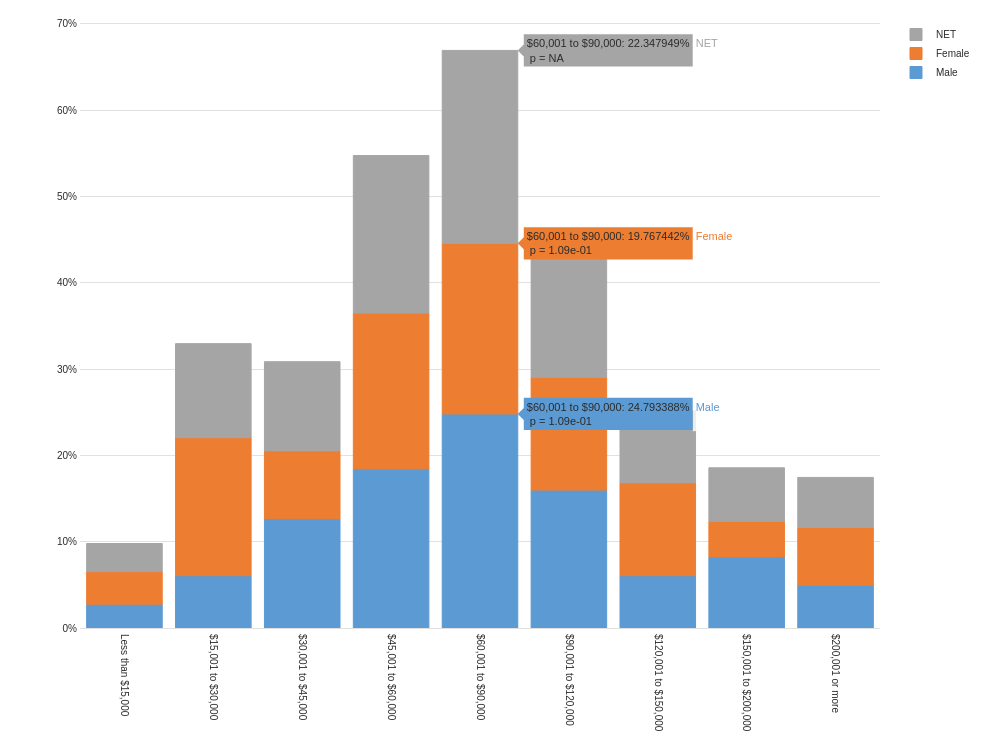 70%
60%
50%
40%
30%
20%
10%
0%
$60,001 to $90,000: 22.347949% NET
p = NA
$60,001 to $90,000: 19.767442% Female
p = 1.09e-01
$60,001 to $90,000: 24.793388% Male
p = 1.09e-01
NET
Female
Male
Less than $15,000
$15,001 to $30,000
$30,001 to $45,000
$45,001 to $60,000
$60,001 to $90,000
$90,001 to $120,000
$120,001 to $150,000
$150,001 to $200,000
$200,001 or more